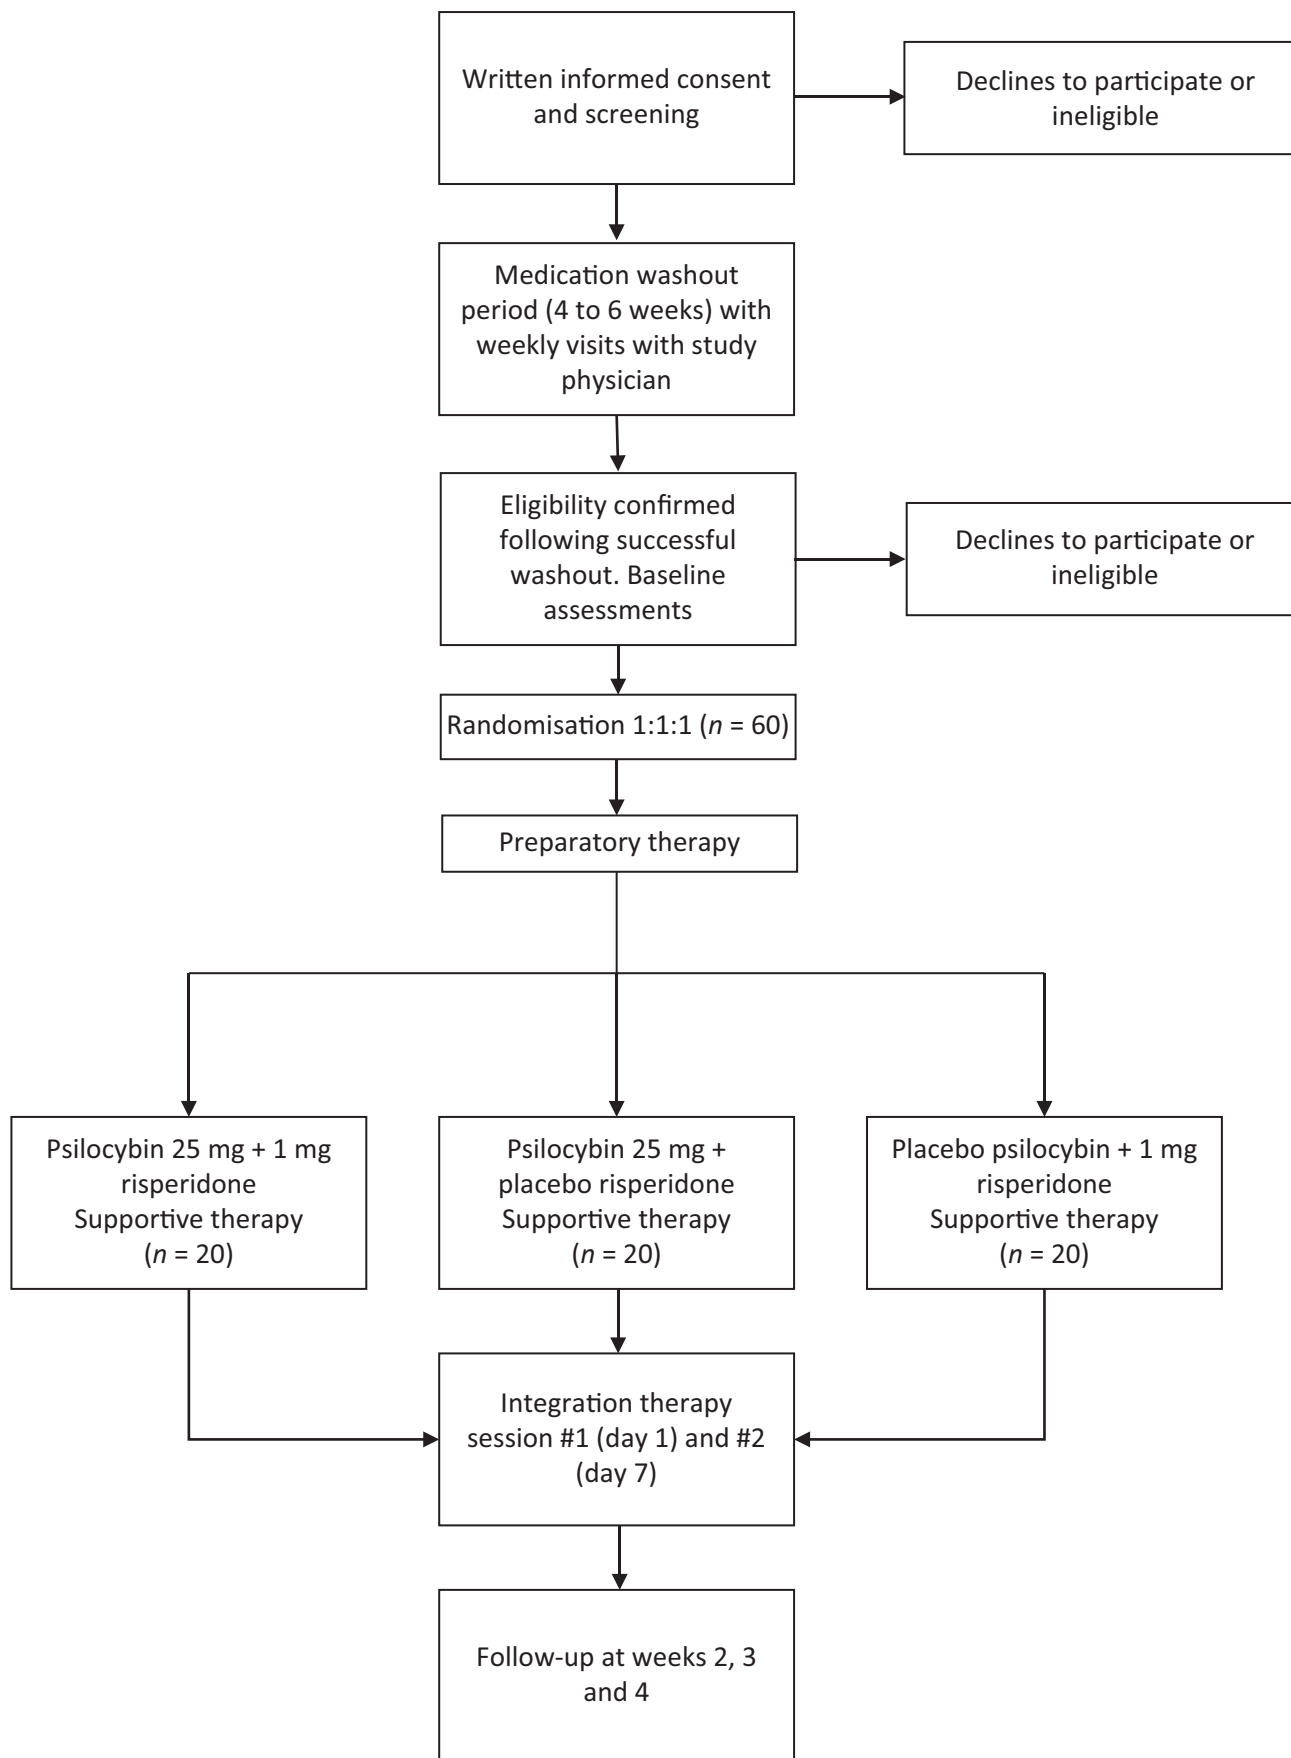 Written informed consent
and screening
Declines to participate or
ineligible
Medication washout
period (4 to 6 weeks) with
weekly visits with study
physician
Eligibility confirmed
following successful
washout. Baseline
assessments
Declines to participate or
ineligible
Randomisation 1:1:1 (n = 60)
Preparatory therapy
Psilocybin 25 mg + 1 mg
risperidone
Supportive therapy
(n = 20)
Psilocybin 25 mg +
placebo risperidone
Supportive therapy
(n = 20)
Placebo psilocybin + 1 mg
risperidone
Supportive therapy
(n = 20)
Integration therapy
session #1 (day 1) and #2
(day 7)
Follow-up at weeks 2, 3
and 4